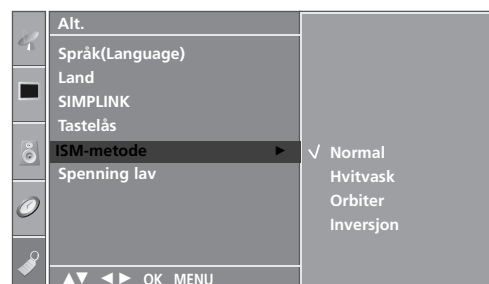 Alt.
Språk(Language)
Land
SIMPLINK
Tastelås
ISM-metode ►
Spenning lav
√ Normal
Hvitvask
Orbiter
Inversjon
▲▼ ◄► OK MENU